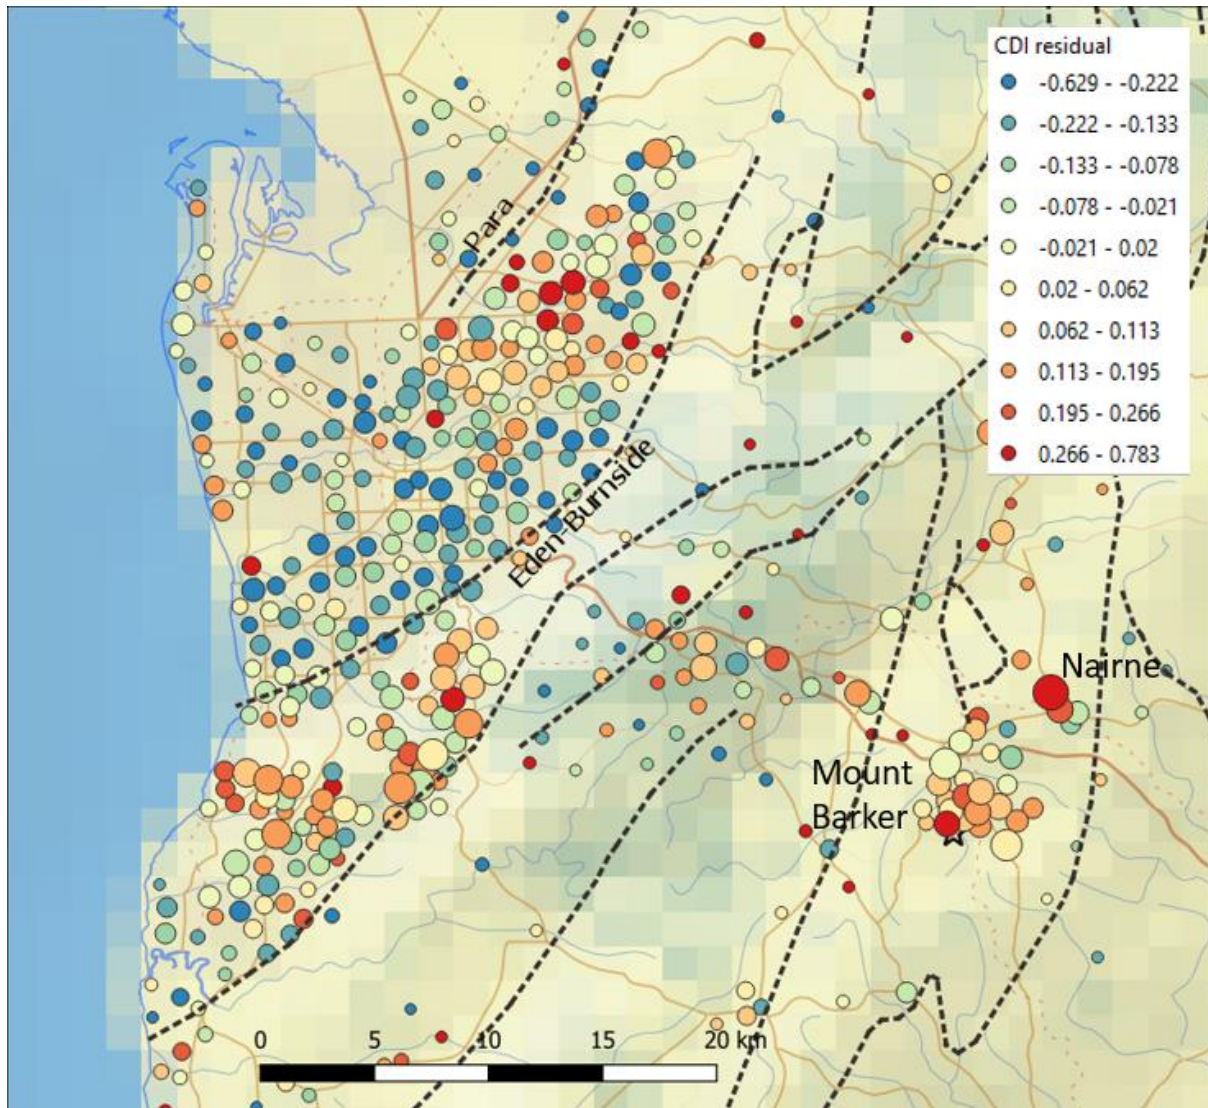 CDI residual
-0.629 - -0.222
-0.222 - -0.133
-0.133 - -0.078
-0.078 - -0.021
-0.021 - 0.02
0.02 - 0.062
0.062 - 0.113
0.113 - 0.195
0.195 - 0.266
0.266 - 0.783
Para
Eden-Burnside
Nairne
Mount
Barker
0 5 10 15 20 km